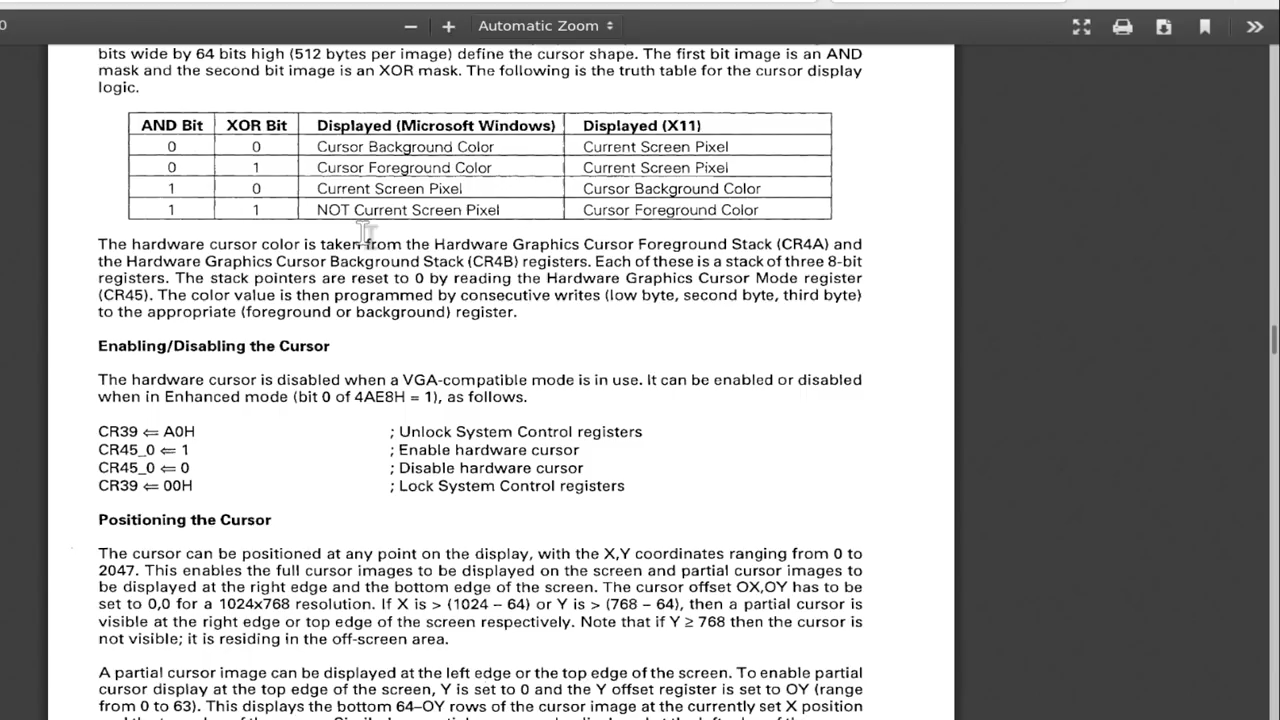 0
Automatic Zoom
bits wide by 64 bits high (512 bytes per image) define the cursor shape. The first bit image is an AND
mask and the second bit image is an XOR mask. The following is the truth table for the cursor display
logic.
AND Bit XOR Bit Displayed (Microsoft Windows) Displayed (X11)
0 0 Cursor Background Color Current Screen Pixel
0 1 Cursor Foreground Color Current Screen Pixel
1 0 Current Screen Pixel Cursor Background Color
1 1 NOT Current Screen Pixel Cursor Foreground Color
The hardware cursor color is taken from the Hardware Graphics Cursor Foreground Stack (CR4A) and
the Hardware Graphics Cursor Background Stack (CR4B) registers. Each of these is a stack of three 8-bit
registers. The stack pointers are reset to 0 by reading the Hardware Graphics Cursor Mode register
(CR45). The color value is then programmed by consecutive writes (low byte, second byte, third byte)
to the appropriate (foreground or background) register.
Enabling/Disabling the Cursor
The hardware cursor is disabled when a VGA-compatible mode is in use. It can be enabled or disabled
when in Enhanced mode (bit 0 of 4AE8H = 1), as follows.
CR39 ⇐ A0H ; Unlock System Control registers
CR45_0 ⇐ 1 ; Enable hardware cursor
CR45_0 ⇐ 0 ; Disable hardware cursor
CR39 ⇐ 00H ; Lock System Control registers
Positioning the Cursor
The cursor can be positioned at any point on the display, with the X,Y coordinates ranging from 0 to
2047. This enables the full cursor images to be displayed on the screen and partial cursor images to
be displayed at the right edge and the bottom edge of the screen. The cursor offset OX,OY has to be
set to 0,0 for a 1024x768 resolution. If X is > (1024 – 64) or Y is > (768 – 64), then a partial cursor is
visible at the right edge or top edge of the screen respectively. Note that if Y ≥ 768 then the cursor is
not visible; it is residing in the off-screen area.
A partial cursor image can be displayed at the left edge or the top edge of the screen. To enable partial
cursor display at the top edge of the screen, Y is set to 0 and the Y offset register is set to OY (range
from 0 to 63). This displays the bottom 64–OY rows of the cursor image at the currently set X position